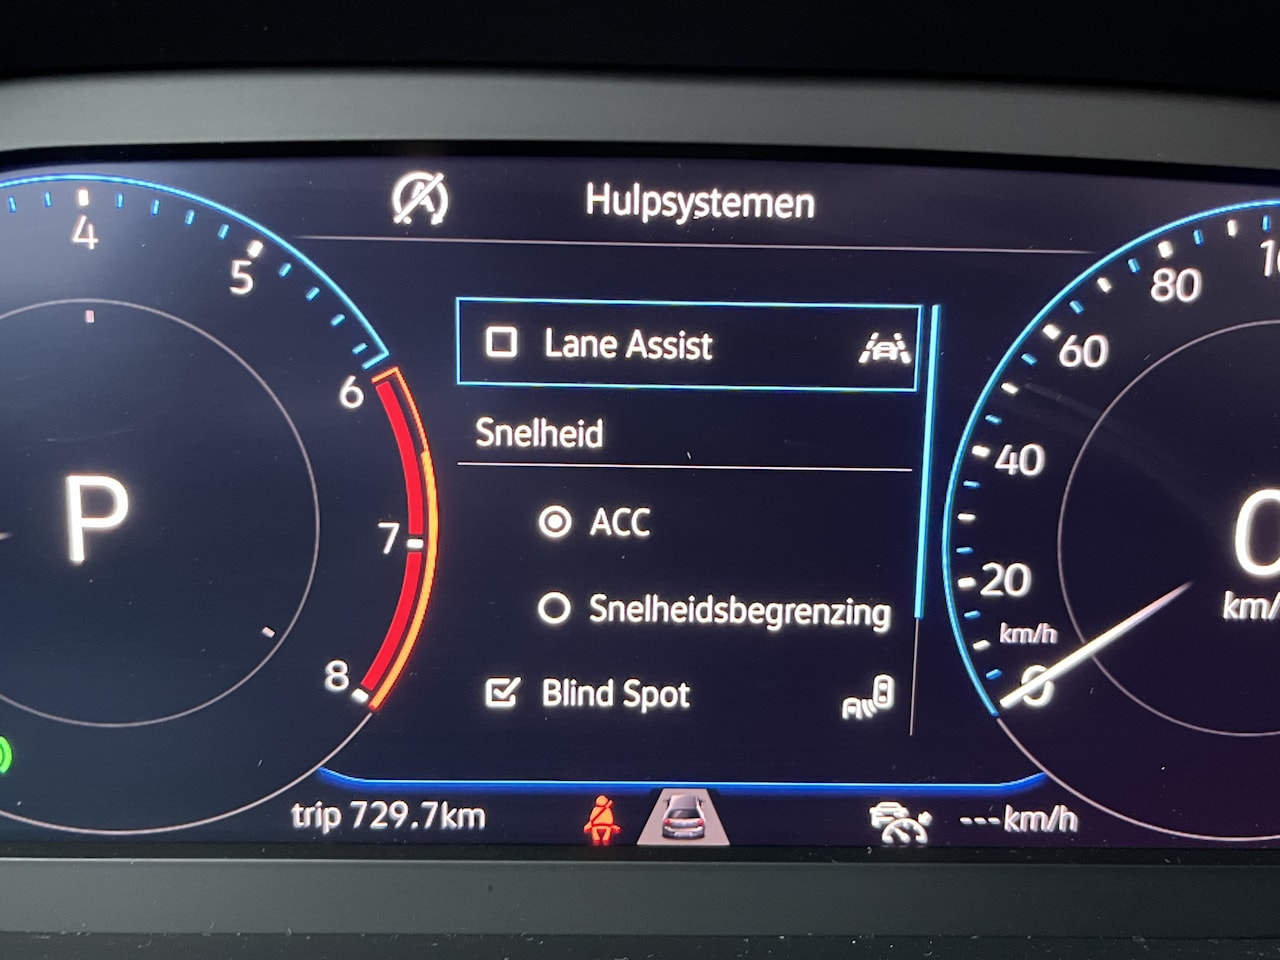 Hulpsystemen
4
5
6
7
8
P
Lane Assist
Snelheid
ACC
Snelheidsbegrenzing
Blind Spot
80
60
40
20
km/h
0
0
km/
trip 729.7km
---km/h